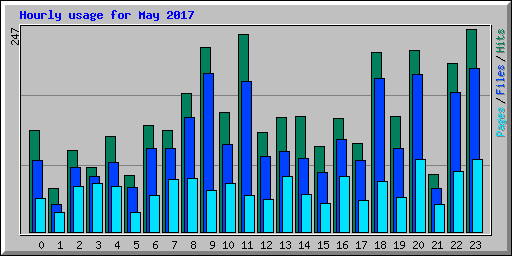 Hourly usage for May 2017
247
Pages / Files / Hits
0 1 2 3 4 5 6 7 8 9 10 11 12 13 14 15 16 17 18 19 20 21 22 23